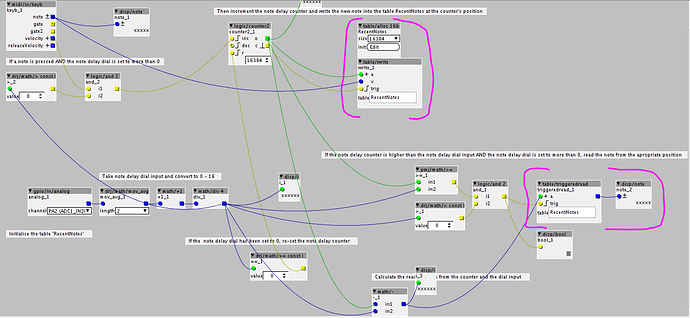 Then increment the note delay counter and write the new note into the table RecentNotes at the counter's position
midi/in/keyb
keyb_1
note
gate
gate2
velocity
releaseVelocity
disp/note
note_1
xxxxx
logic/counter2
counter2_1
inc o
dec c
r
16384
table/alloc 16b
RecentNotes
size 16384
init Edit
table/write
write_1
a
v
trig
table RecentNotes
If a note is pressed AND the note delay dial is set to more than 0
drj/math/> const i
>_2
value 0
logic/and 2
and_2
i1
i2
If the note delay counter is higher than the note delay dial input AND the note delay dial is set to more than 0, read the note from the apropriate position
Take note delay dial input and convert to 0 - 16
disp/i
i_1
xxxxxx
pmj/math/>=
>=_1
in1
in2
logic/and 2
and_1
i1
i2
table/triggeredread
triggeredread_1
a
trig
table RecentNotes
disp/note
note_2
xxxxx
gpio/in/analog
analog_1
channel PA2 (ADC1_IN2)
drj/math/mov_avg
mov_avg_1
length 2
math/+1
+1_1
math/div 4
div_1
drj/math/> const i
>_1
value 0
disp/bool
bool_1
Initialise the table "RecentNotes"
If the note delay dial has been set to 0, re-set the note delay counter
drj/math/== const i
==_1
value 0
Calculate the rea
from the counter and the dial input
disp/i
i_3
xxxxxx
math/-
-_1
in1
in2